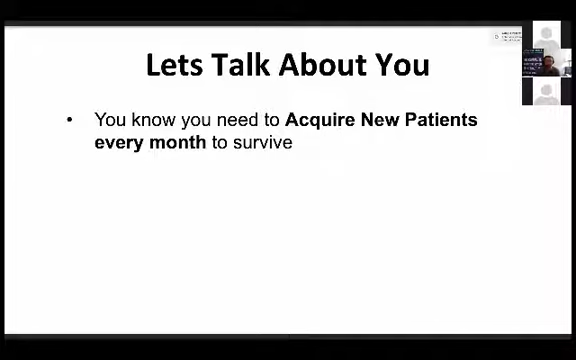 Lets Talk About You
• You know you need to Acquire New Patients
every month to survive